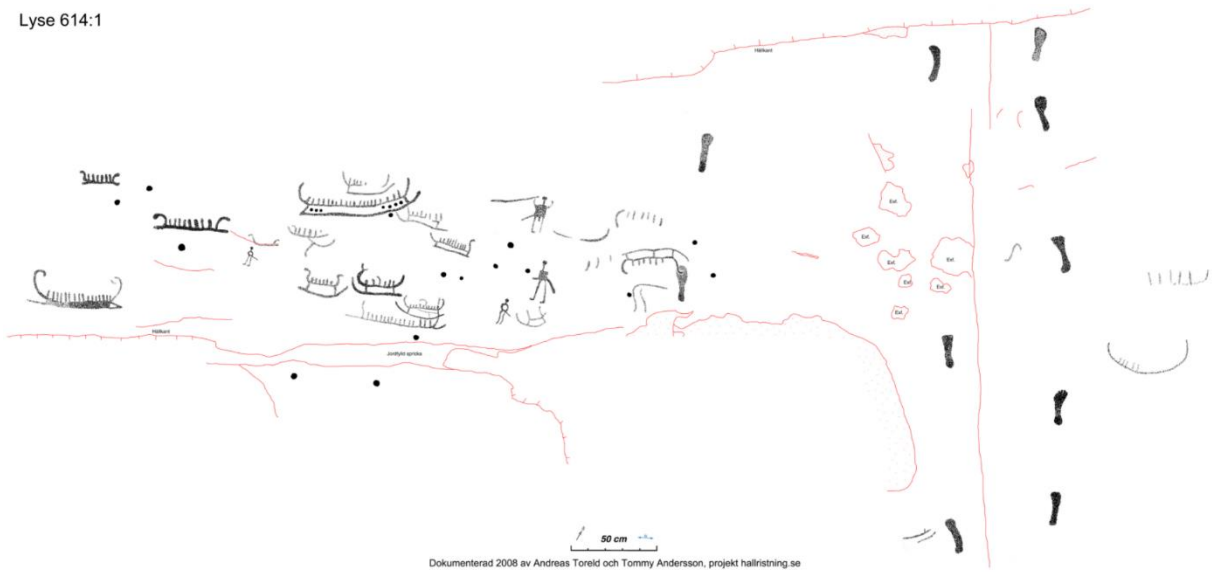 Lyse 614:1
Hällkant
Exf.
Exf.
Exf.
Exf.
Exf.
Exf.
Exf.
Hällkant
Jordfylld spricka
50 cm
Dokumenterad 2008 av Andreas Toreld och Tommy Andersson, projekt hallristning.se